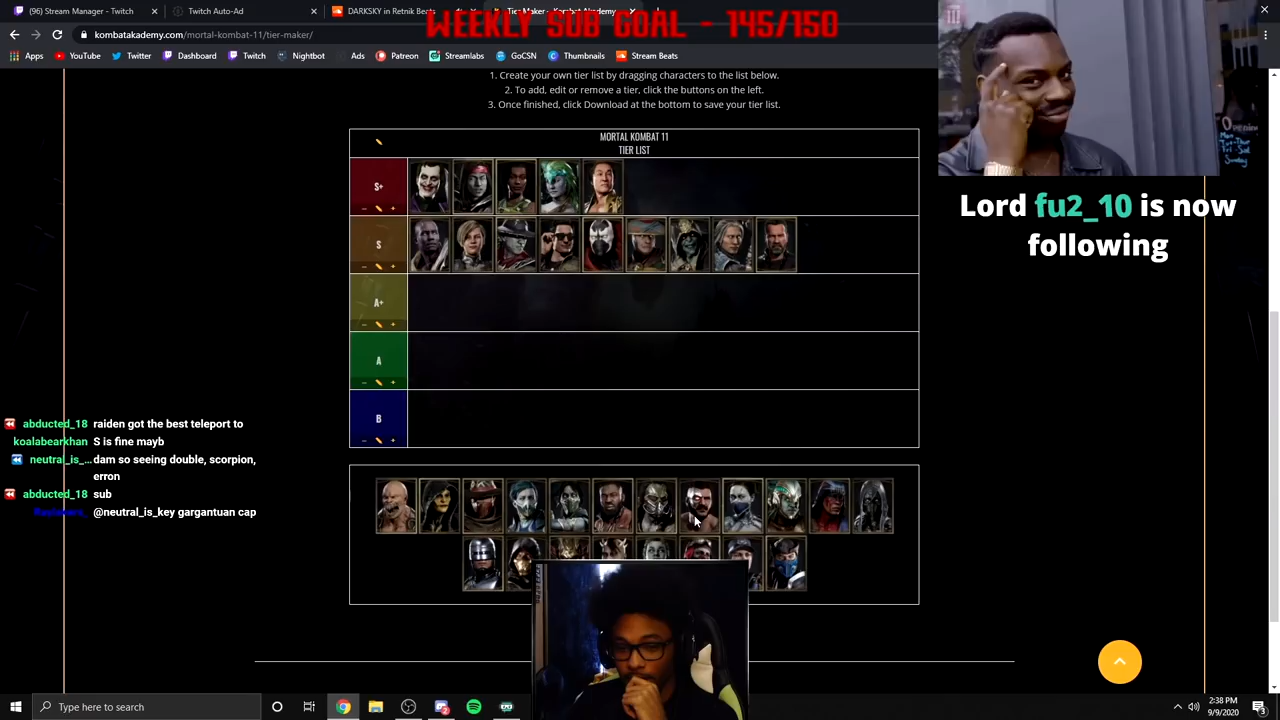 (96) Stream Manager - Twitch
Twitch Auto-Ad
DARKSKY in Retnik Beats
Tier Maker - Kombat Akademy
WEEKLY SUB GOAL - 145/150
kombatakademy.com/mortal-kombat-11/tier-maker/
Apps YouTube Twitter Dashboard Twitch Nightbot Ads Patreon Streamlabs GoCSN Thumbnails Stream Beats
1. Create your own tier list by dragging characters to the list below.
2. To add, edit or remove a tier, click the buttons on the left.
3. Once finished, click Download at the bottom to save your tier list.
MORTAL KOMBAT 11
TIER LIST
S+
S
A+
A
B
Lord fu2_10 is now
following
abducted_18 raiden got the best teleport to
koalabearkhan S is fine mayb
neutral_is_... dam so seeing double, scorpion,
erron
abducted_18 sub
@neutral_is_key gargantuan cap
Type here to search
2:38 PM
9/9/2020